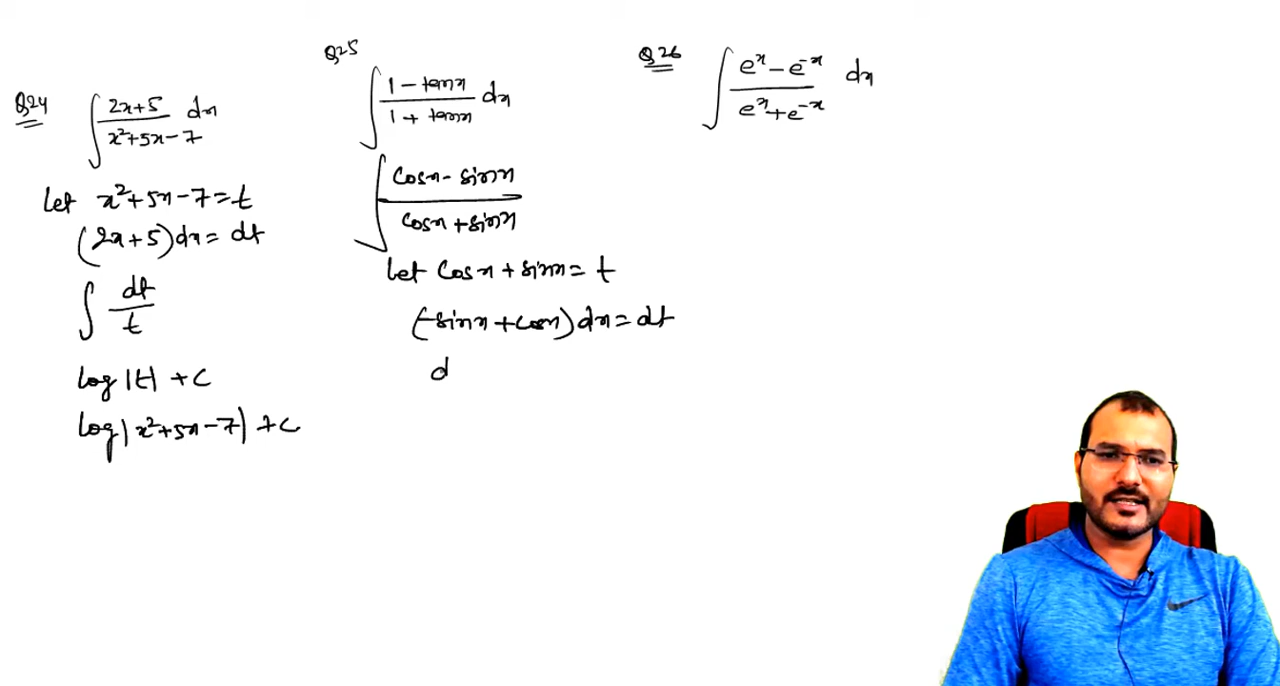 Q24
∫ (2x+5)/(x²+5x-7) dx
let x²+5x-7=t
(2x+5)dx=dt
∫ dt/t
log|t|+c
log|x²+5x-7|+c
Q25
∫ (1-tanx)/(1+tanx) dx
∫ (cosx-sinx)/(cosx+sinx)
let cosx+sinx=t
(-sinx+cosx)dx=dt
d
Q26
∫ (eˣ-e⁻ˣ)/(eˣ+e⁻ˣ) dx